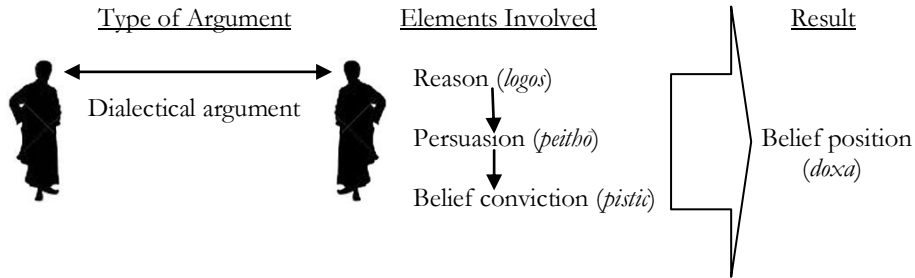 Type of Argument
Elements Involved
Result
Dialectical argument
Reason (logos)
Persuasion (peithō)
Belief conviction (pistic)
Belief position
(doxa)